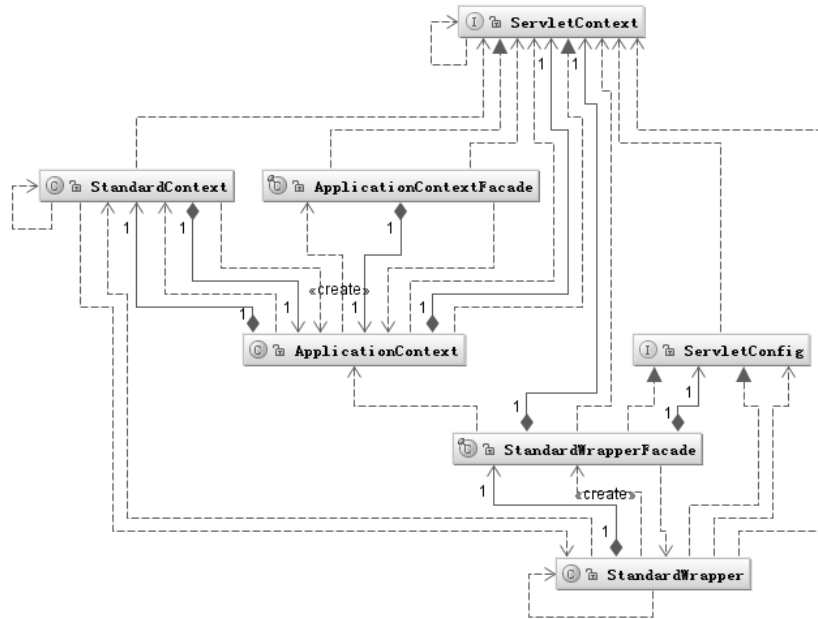 I ServletContext
1
1
C StandardContext
C ApplicationContextFacade
1
1
1
«create»
1
1
1
1
C ApplicationContext
I ServletConfig
1
1
1
C StandardWrapperFacade
1
«create»
1
C StandardWrapper